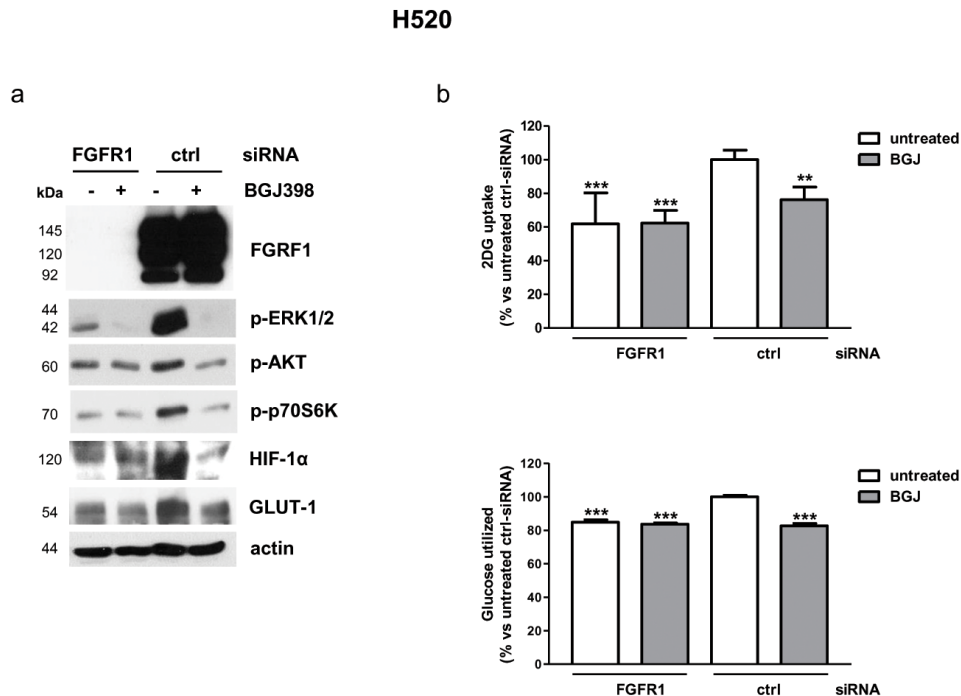 H520
a
FGFR1 ctrl siRNA
- + - + BGJ398
kDa
145
120
92
FGRF1
44
42
p-ERK1/2
60
p-AKT
70
p-p70S6K
120
HIF-1α
54
GLUT-1
44
actin
b
2DG uptake
(% vs untreated ctrl-siRNA)
120
100
80
60
40
20
0
***
***
**
untreated
BGJ
FGFR1 ctrl siRNA
Glucose utilized
(% vs untreated ctrl-siRNA)
120
100
80
60
40
20
0
***
***
***
untreated
BGJ
FGFR1 ctrl siRNA